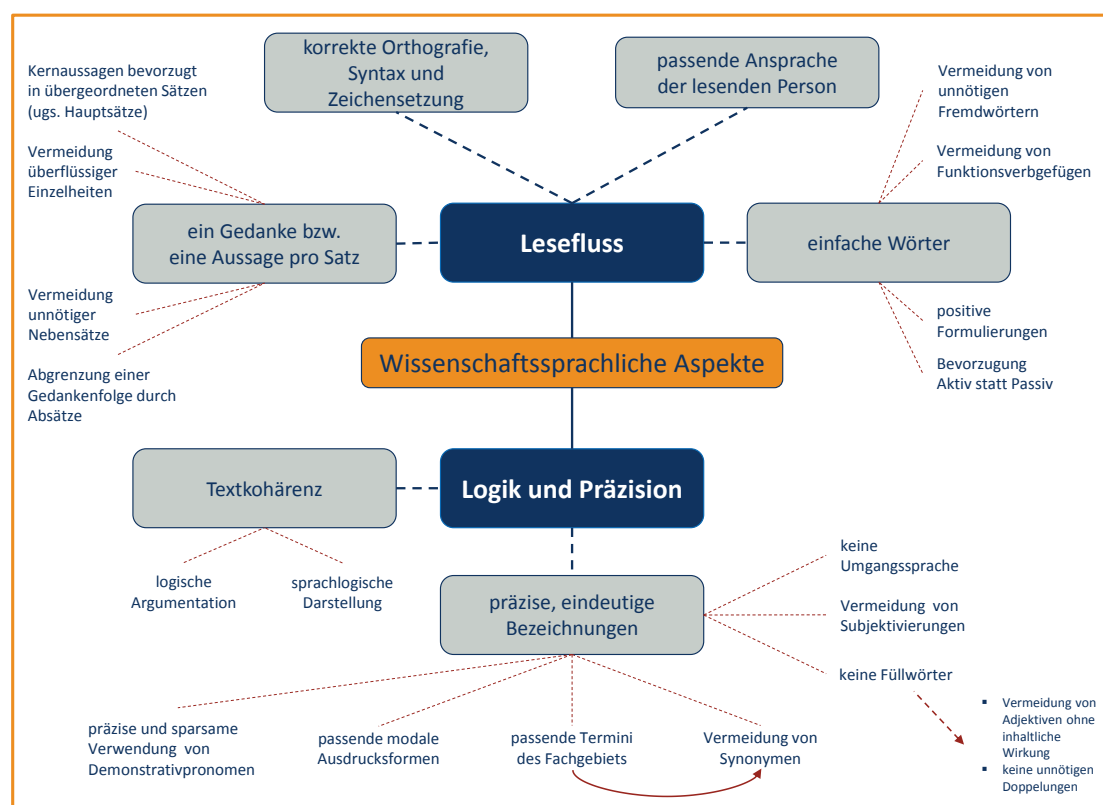 korrekte Orthografie,
Syntax und
Zeichensetzung
passende Ansprache
der lesenden Person
Kernaussagen bevorzugt
in übergeordneten Sätzen
(ugs. Hauptsätze)
Vermeidung
überflüssiger
Einzelheiten
Vermeidung von
unnötigen
Fremdwörtern
Vermeidung von
Funktionsverbgefügen
ein Gedanke bzw.
eine Aussage pro Satz
Lesefluss
einfache Wörter
Vermeidung
unnötiger
Nebensätze
Abgrenzung einer
Gedankenfolge durch
Absätze
positive
Formulierungen
Bevorzugung
Aktiv statt Passiv
Wissenschaftssprachliche Aspekte
Textkohärenz
Logik und Präzision
logische
Argumentation
sprachlogische
Darstellung
präzise, eindeutige
Bezeichnungen
keine
Umgangssprache
Vermeidung von
Subjektivierungen
keine Füllwörter
▪ Vermeidung von
Adjektiven ohne
inhaltliche
Wirkung
▪ keine unnötigen
Doppelungen
präzise und sparsame
Verwendung von
Demonstrativpronomen
passende modale
Ausdrucksformen
passende Termini
des Fachgebiets
Vermeidung von
Synonymen